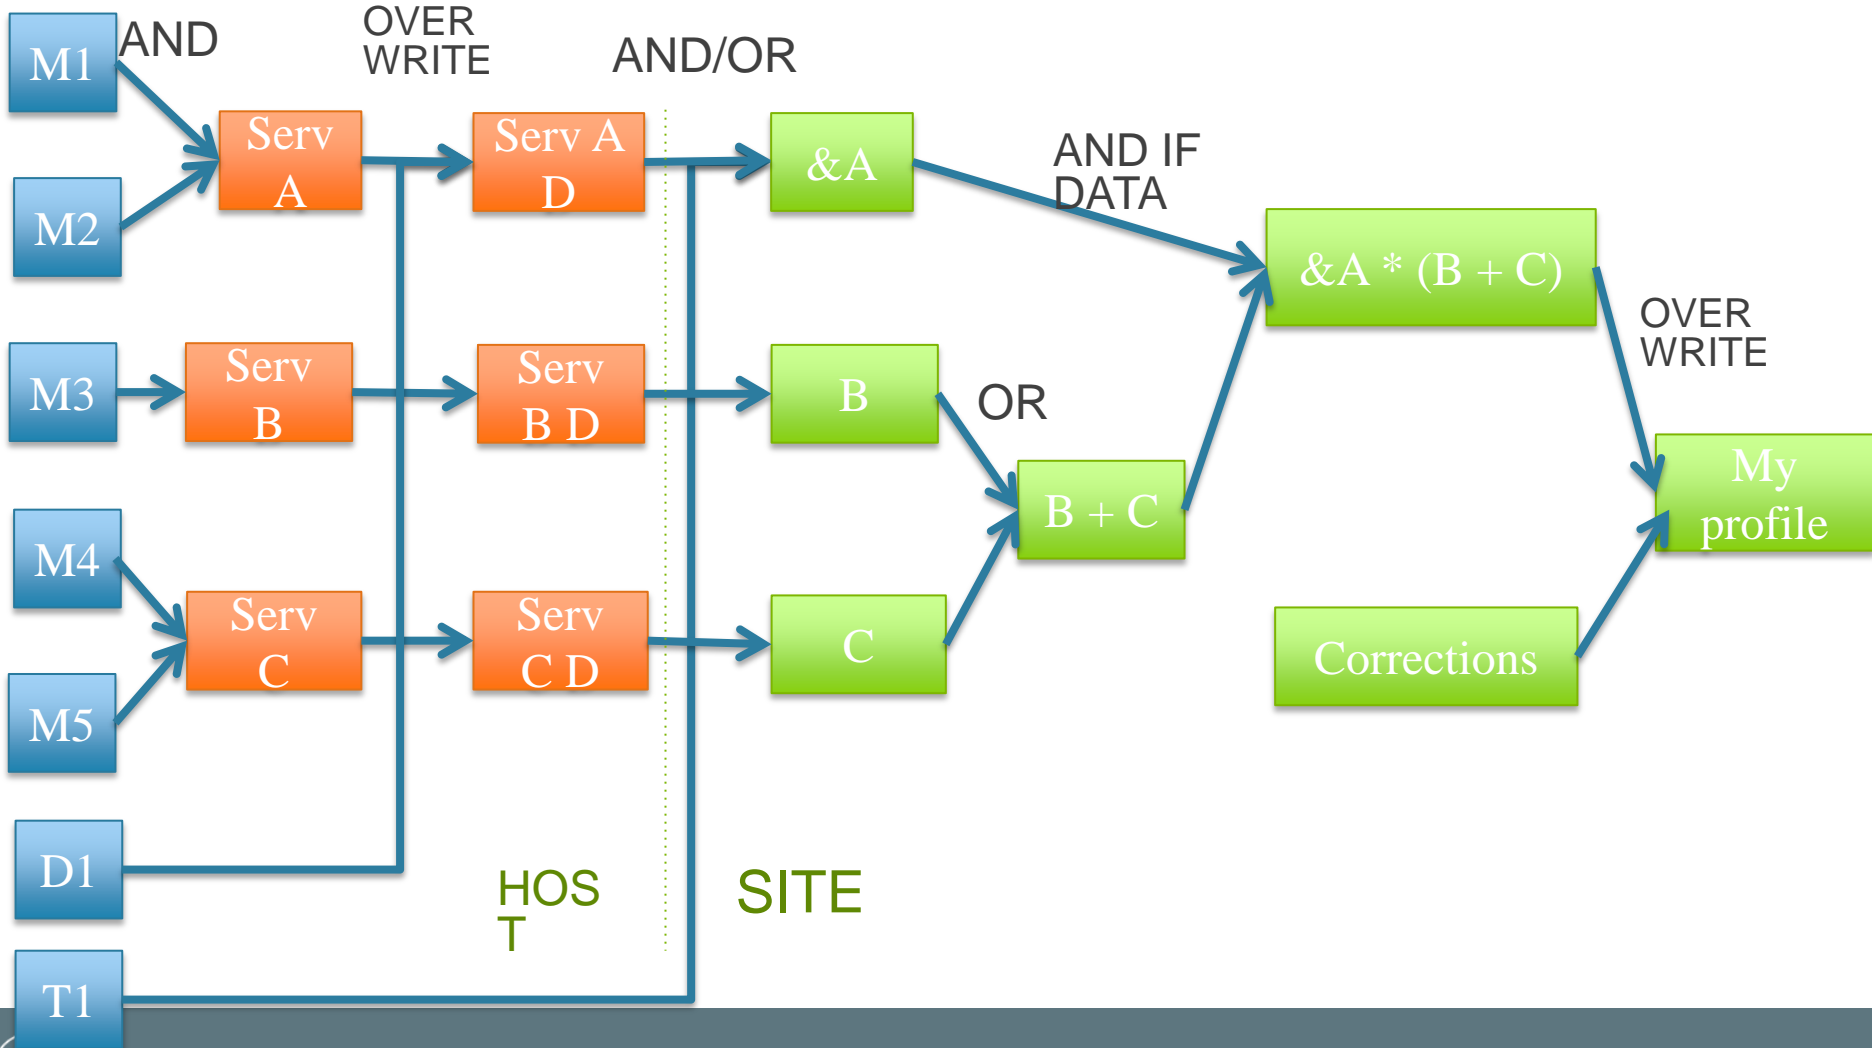 M1
AND
OVER
WRITE
AND/OR
Serv
A
Serv A
D
&A
AND IF
DATA
M2
&A * (B + C)
OVER
WRITE
M3
Serv
B
Serv
B D
B
OR
B + C
My
profile
M4
Serv
C
Serv
C D
C
Corrections
M5
D1
HOS
T
SITE
T1